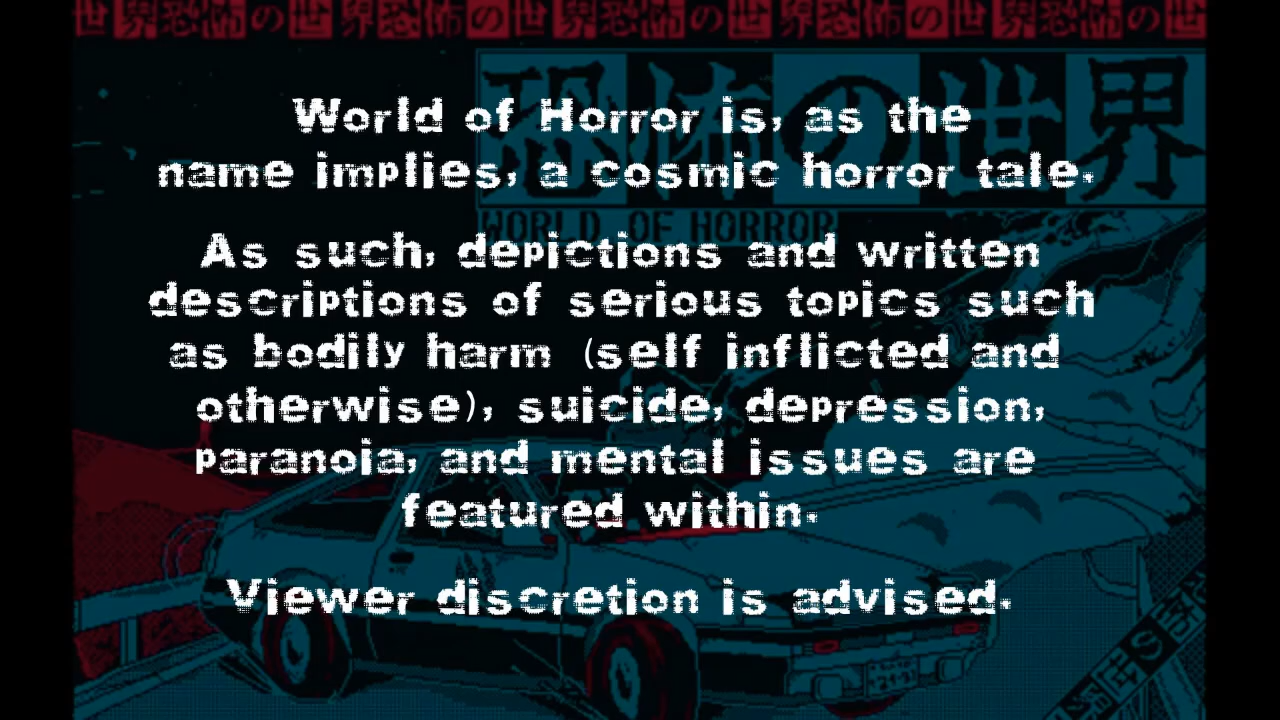 世界恐怖の世界恐怖の世界恐怖の世界恐怖の世
恐怖の世界
World of Horror is, as the
name implies, a cosmic horror tale.
WORLD OF HORROR
As such, depictions and written
descriptions of serious topics such
as bodily harm (self inflicted and
otherwise), suicide, depression,
paranoia, and mental issues are
featured within.
Viewer discretion is advised.